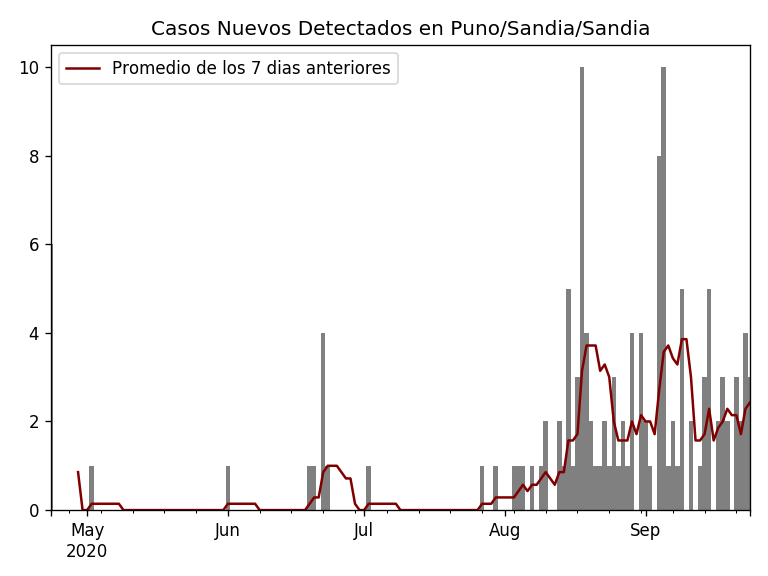 Casos Nuevos Detectados en Puno/Sandia/Sandia
Promedio de los 7 dias anteriores
10
8
6
4
2
0
May Jun Jul Aug Sep
2020